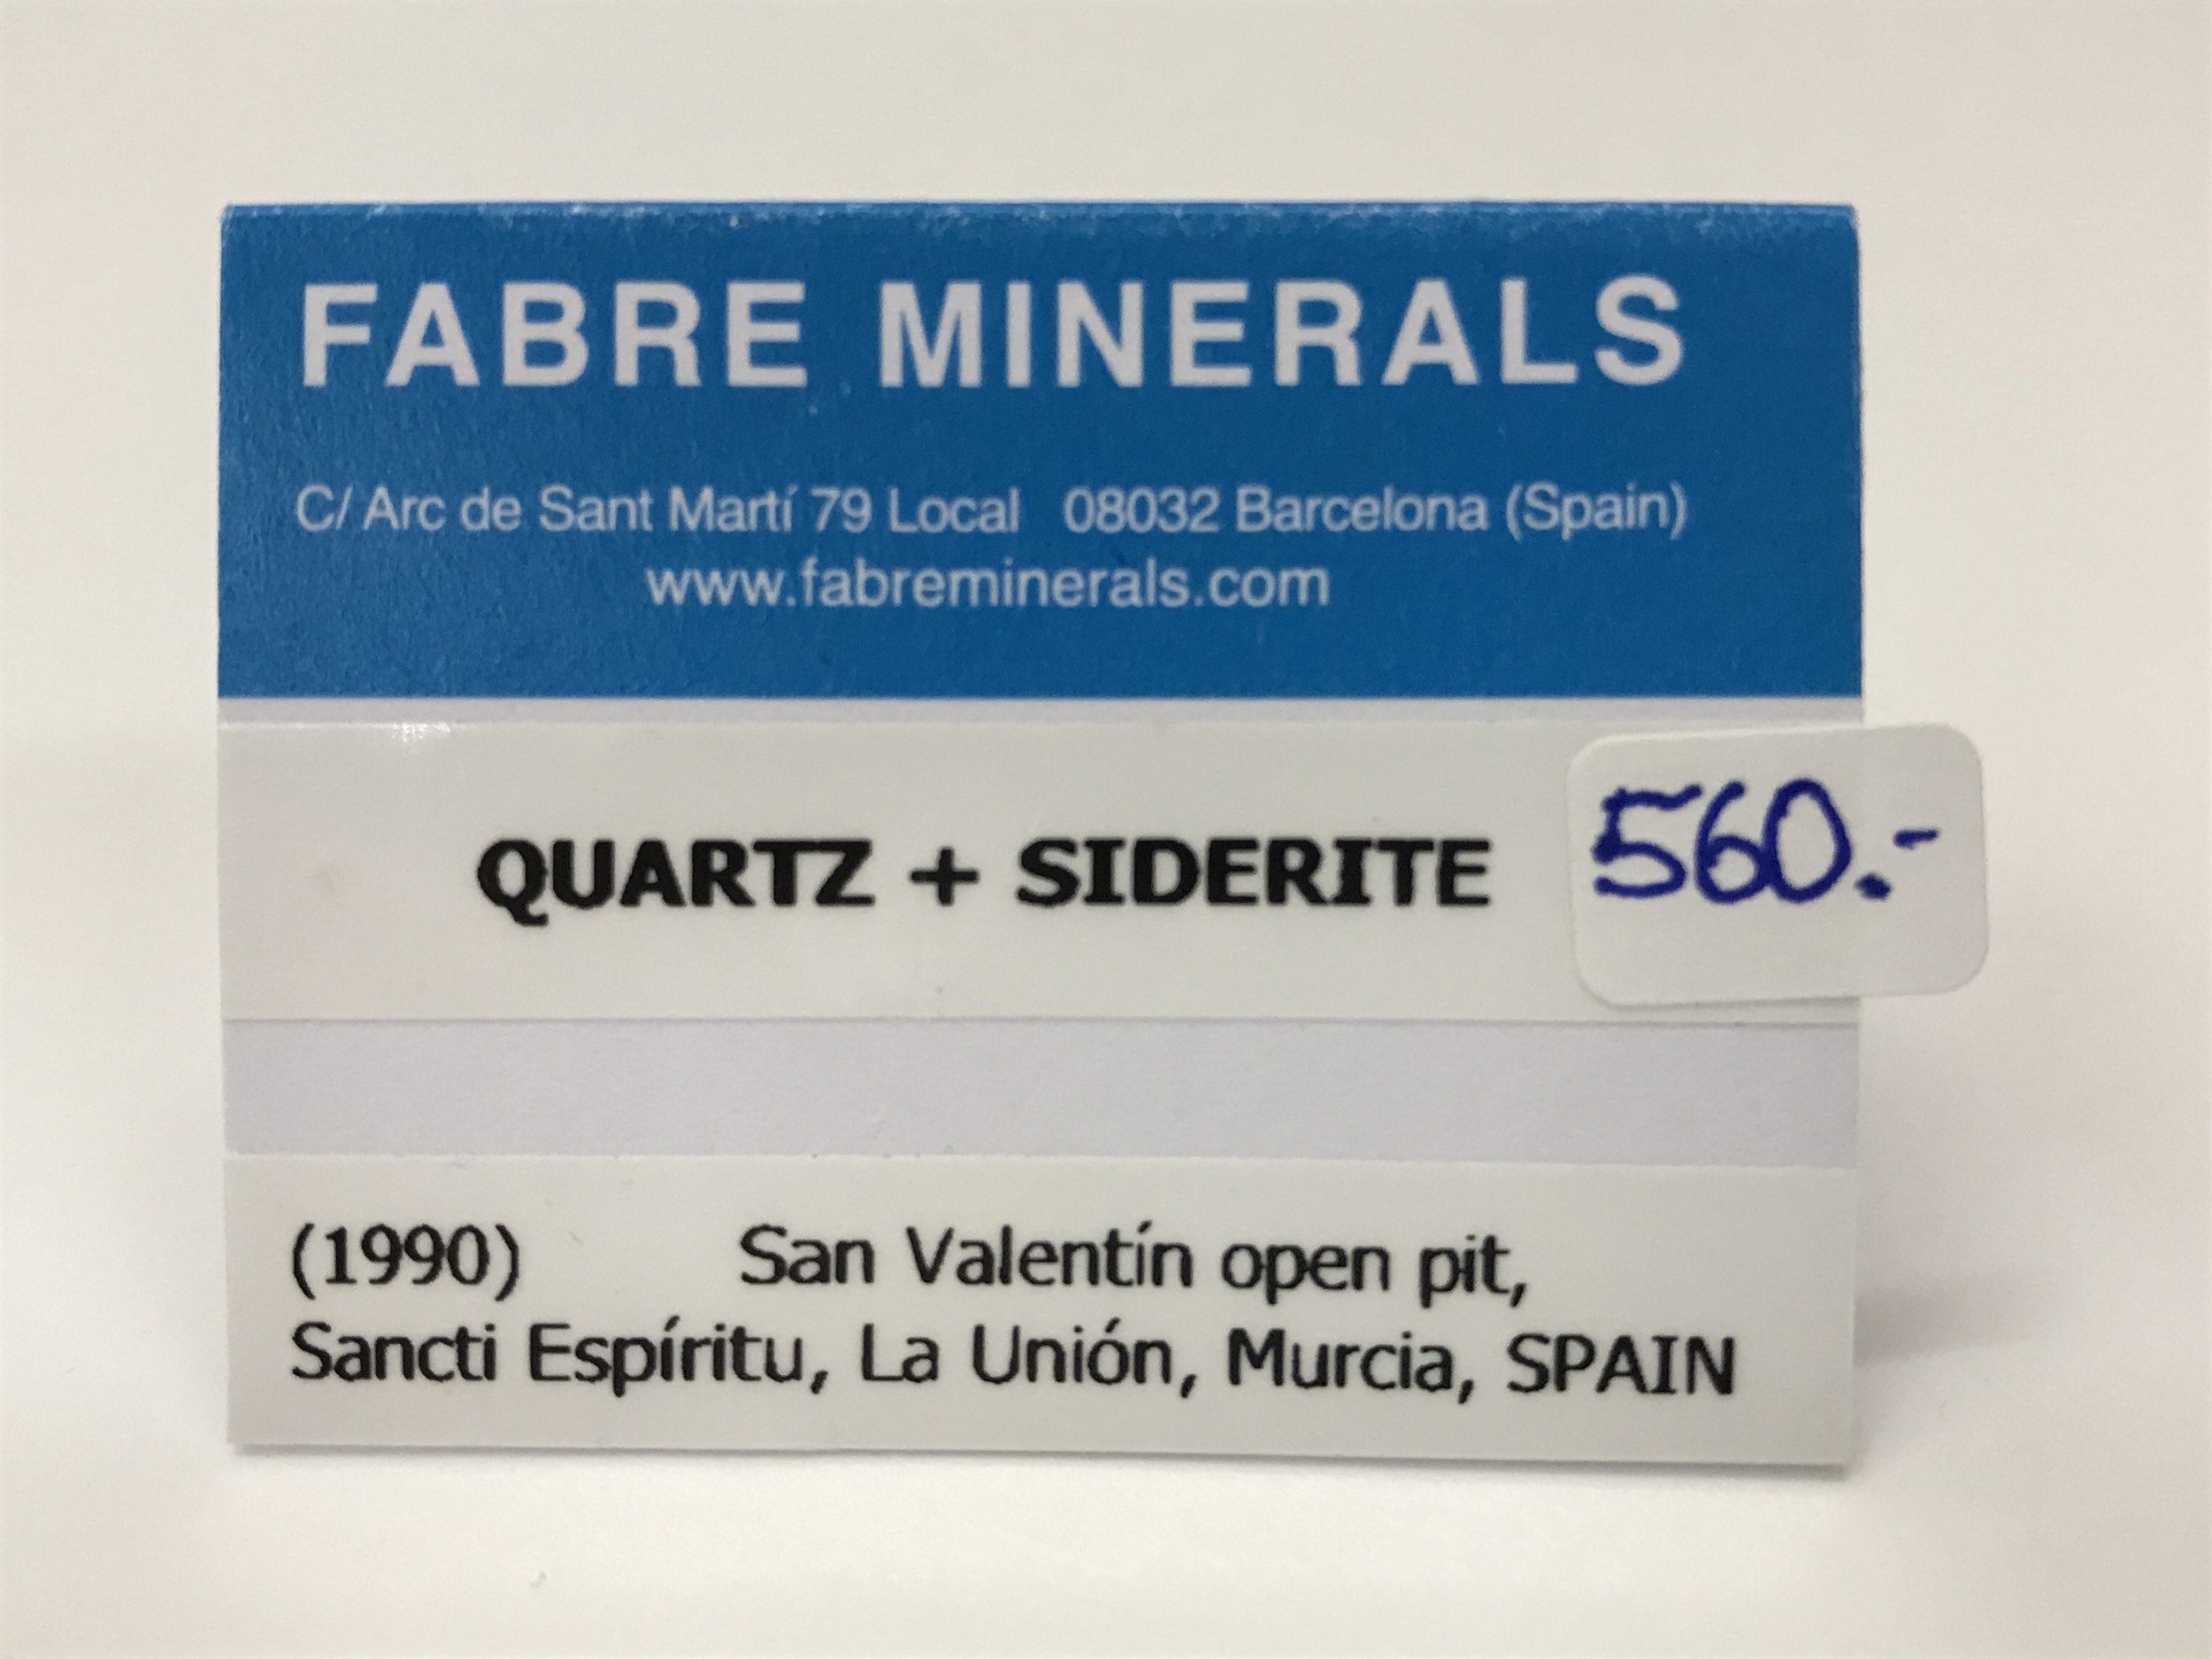 FABRE MINERALS
C/ Arc de Sant Martí 79 Local 08032 Barcelona (Spain)
www.fabreminerals.com
QUARTZ + SIDERITE
560.-
(1990) San Valentín open pit,
Sancti Espíritu, La Unión, Murcia, SPAIN